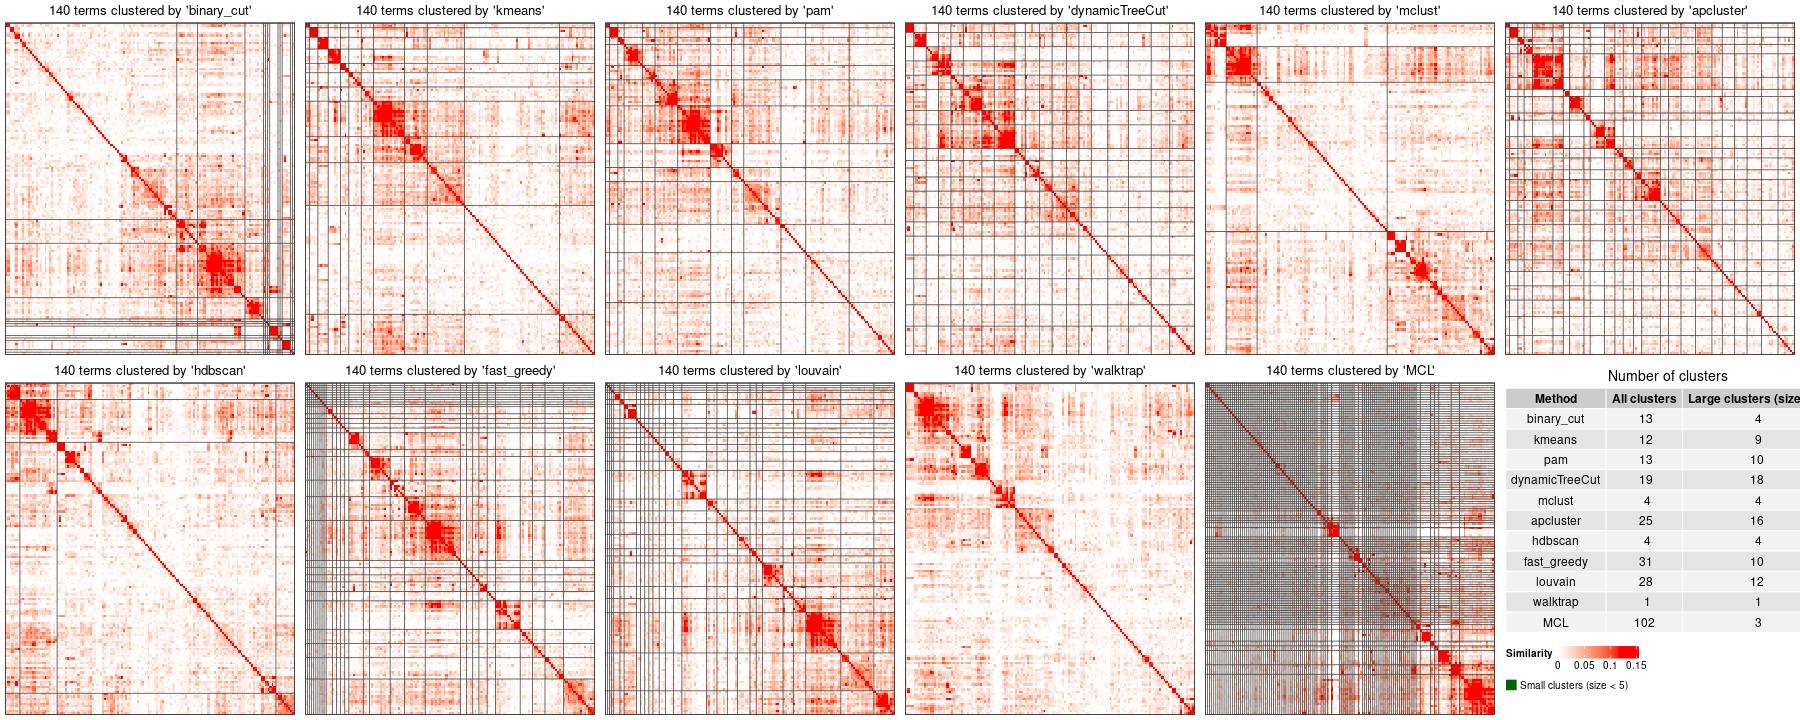 140 terms clustered by 'binary_cut'
140 terms clustered by 'kmeans'
140 terms clustered by 'pam'
140 terms clustered by 'dynamicTreeCut'
140 terms clustered by 'mclust'
140 terms clustered by 'apcluster'
140 terms clustered by 'hdbscan'
140 terms clustered by 'fast_greedy'
140 terms clustered by 'louvain'
140 terms clustered by 'walktrap'
140 terms clustered by 'MCL'
Number of clusters
Method All clusters Large clusters (size
binary_cut 13 4
kmeans 12 9
pam 13 10
dynamicTreeCut 19 18
mclust 4 4
apcluster 25 16
hdbscan 4 4
fast_greedy 31 10
louvain 28 12
walktrap 1 1
MCL 102 3
Similarity
0 0.05 0.1 0.15
Small clusters (size < 5)